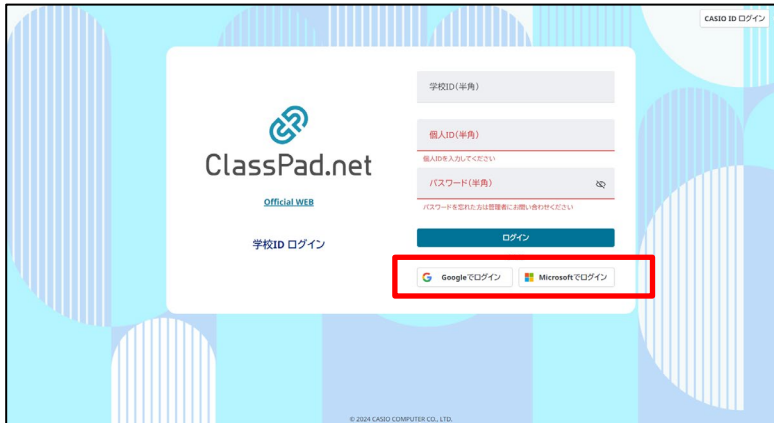 CASIO ID ログイン
ClassPad.net
Official WEB
学校ID ログイン
学校ID(半角)
個人ID(半角)
個人IDを入力してください
パスワード(半角)
パスワードを忘れた方は管理者にお問い合わせください
ログイン
Googleでログイン
Microsoftでログイン
© 2024 CASIO COMPUTER CO., LTD.